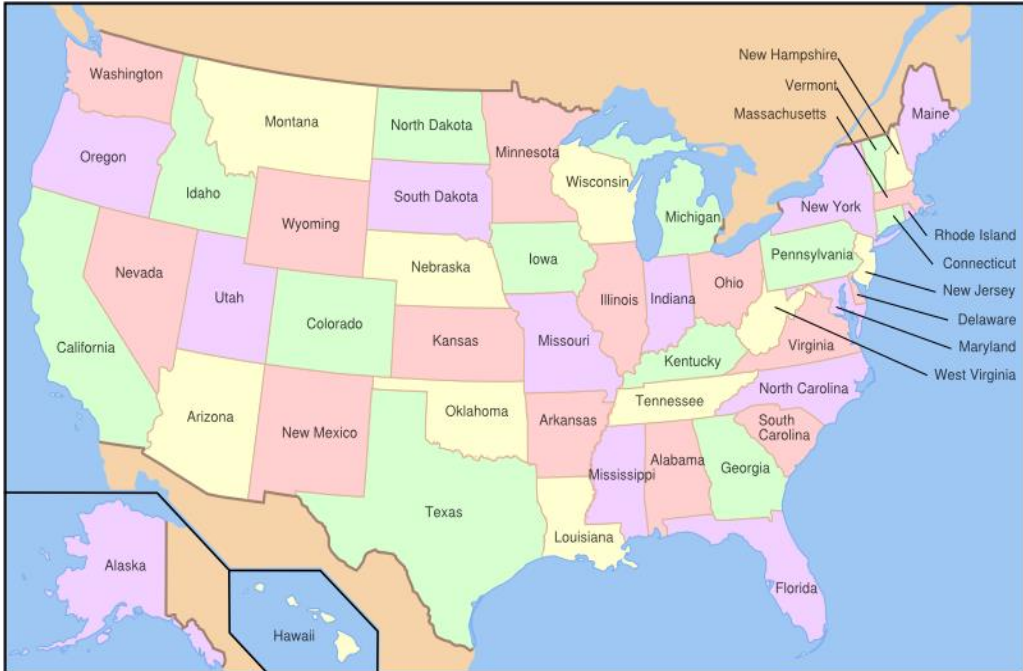 New Hampshire
Vermont
Massachusetts
Washington
Montana
North Dakota
Minnesota
Maine
Oregon
Idaho
Wisconsin
South Dakota
Michigan
New York
Wyoming
Rhode Island
Pennsylvania
Connecticut
Iowa
Nebraska
Nevada
Utah
Ohio
New Jersey
Illinois
Indiana
Colorado
Delaware
Kansas
Missouri
Virginia
Maryland
California
Kentucky
West Virginia
North Carolina
Tennessee
Arizona
Oklahoma
Arkansas
South
Carolina
New Mexico
Alabama
Georgia
Mississippi
Texas
Louisiana
Alaska
Florida
Hawaii